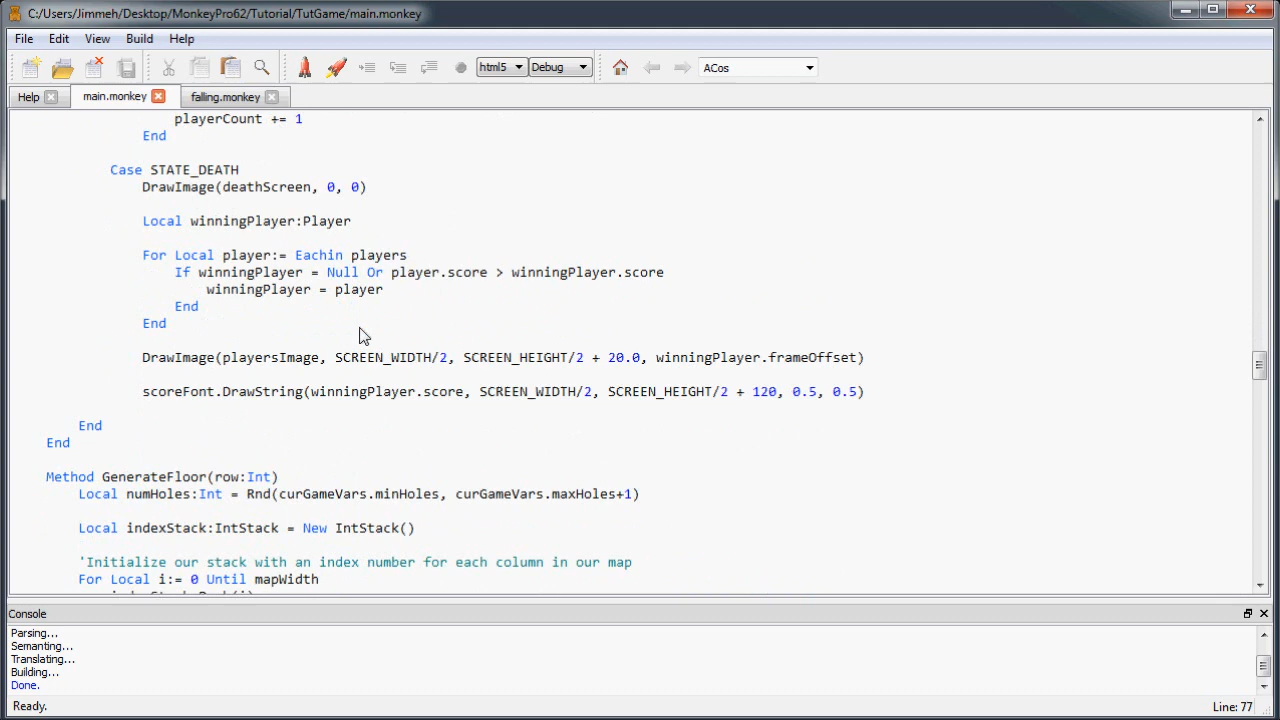 C:/Users/Jimmeh/Desktop/MonkeyPro62/Tutorial/TutGame/main.monkey
File Edit View Build Help
html5 Debug ACos
Help main.monkey falling.monkey
playerCount += 1
End
Case STATE_DEATH
DrawImage(deathScreen, 0, 0)
Local winningPlayer:Player
For Local player:= Eachin players
If winningPlayer = Null Or player.score > winningPlayer.score
winningPlayer = player
End
End
DrawImage(playersImage, SCREEN_WIDTH/2, SCREEN_HEIGHT/2 + 20.0, winningPlayer.frameOffset)
scoreFont.DrawString(winningPlayer.score, SCREEN_WIDTH/2, SCREEN_HEIGHT/2 + 120, 0.5, 0.5)
End
End
Method GenerateFloor(row:Int)
Local numHoles:Int = Rnd(curGameVars.minHoles, curGameVars.maxHoles+1)
Local indexStack:IntStack = New IntStack()
'Initialize our stack with an index number for each column in our map
For Local i:= 0 Until mapWidth
Console
Parsing...
Semanting...
Translating...
Building...
Done.
Ready. Line: 77